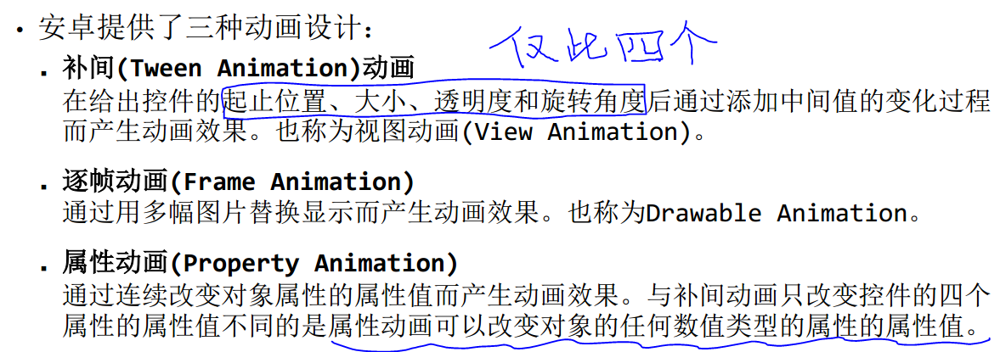 • 安卓提供了三种动画设计：
仅此四个
▪ 补间(Tween Animation)动画
在给出控件的起止位置、大小、透明度和旋转角度后通过添加中间值的变化过程
而产生动画效果。也称为视图动画(View Animation)。
▪ 逐帧动画(Frame Animation)
通过用多幅图片替换显示而产生动画效果。也称为Drawable Animation。
▪ 属性动画(Property Animation)
通过连续改变对象属性的属性值而产生动画效果。与补间动画只改变控件的四个
属性的属性值不同的是属性动画可以改变对象的任何数值类型的属性的属性值。